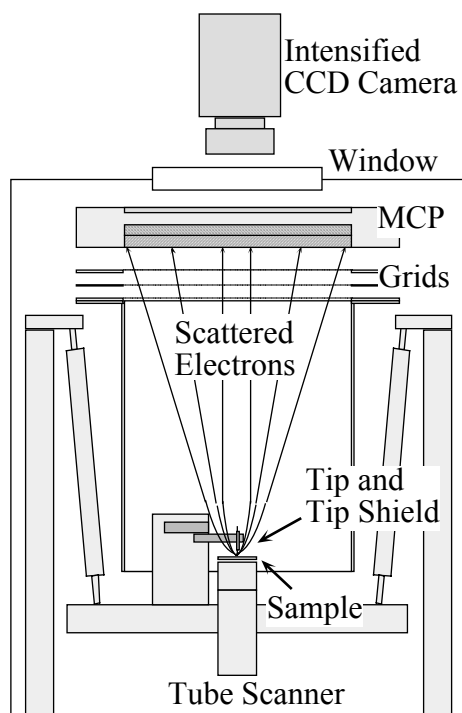 Intensified
CCD Camera
Window
MCP
Grids
Scattered
Electrons
Tip and
Tip Shield
Sample
Tube Scanner